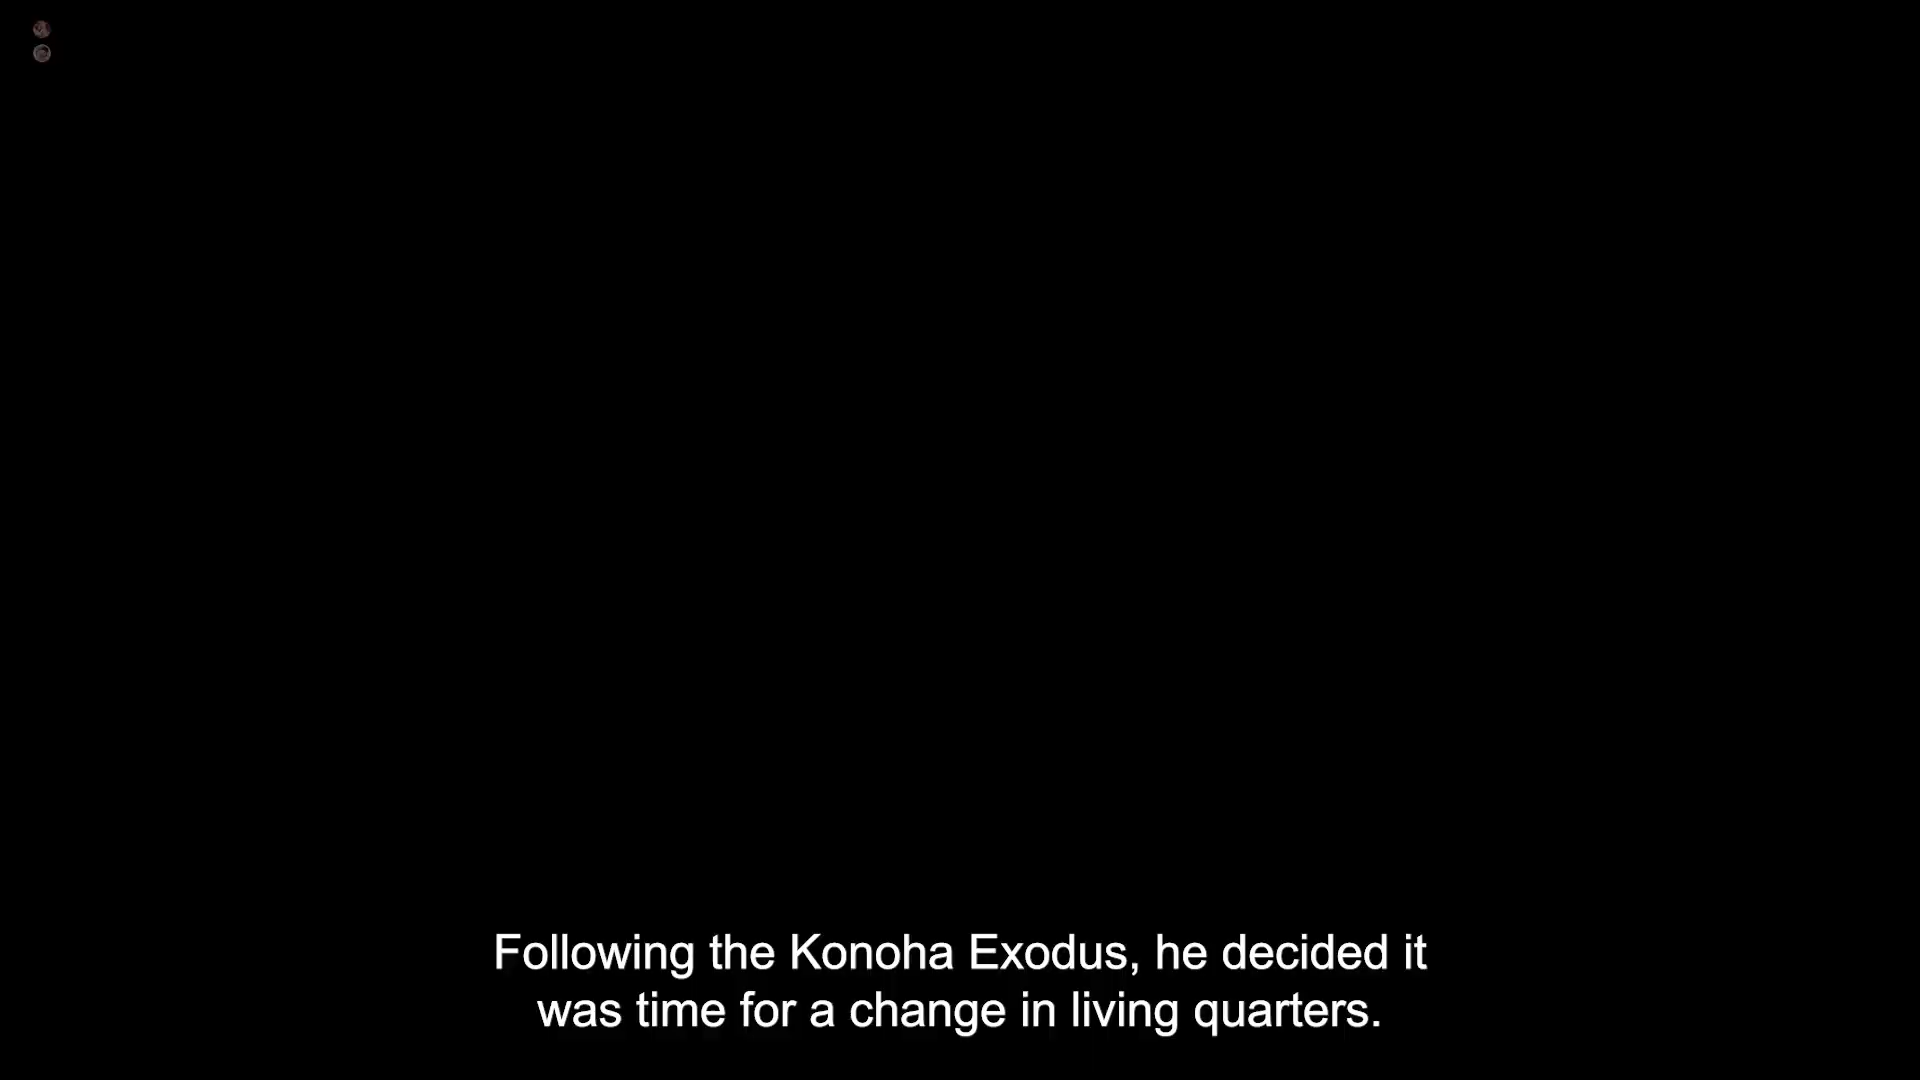 Following the Konoha Exodus, he decided it
was time for a change in living quarters.